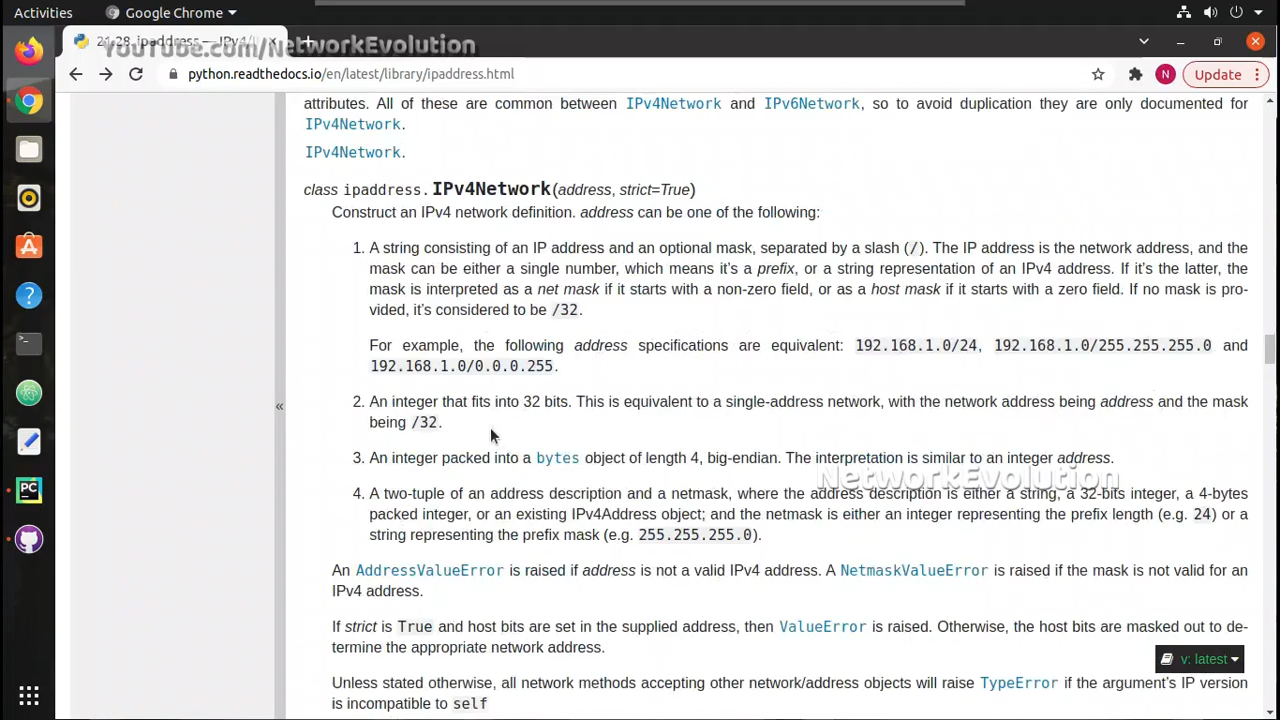 Activities Google Chrome
21.28. ipaddress — IPv4/I
YouTube.com/NetworkEvolution
python.readthedocs.io/en/latest/library/ipaddress.html N Update
attributes. All of these are common between IPv4Network and IPv6Network, so to avoid duplication they are only documented for
IPv4Network.
IPv4Network.
class ipaddress.IPv4Network(address, strict=True)
Construct an IPv4 network definition. address can be one of the following:
1. A string consisting of an IP address and an optional mask, separated by a slash (/). The IP address is the network address, and the
mask can be either a single number, which means it's a prefix, or a string representation of an IPv4 address. If it's the latter, the
mask is interpreted as a net mask if it starts with a non-zero field, or as a host mask if it starts with a zero field. If no mask is pro-
vided, it's considered to be /32.
For example, the following address specifications are equivalent: 192.168.1.0/24, 192.168.1.0/255.255.255.0 and
192.168.1.0/0.0.0.255.
«
2. An integer that fits into 32 bits. This is equivalent to a single-address network, with the network address being address and the mask
being /32.
3. An integer packed into a bytes object of length 4, big-endian. The interpretation is similar to an integer address.
NetworkEvolution
4. A two-tuple of an address description and a netmask, where the address description is either a string, a 32-bits integer, a 4-bytes
packed integer, or an existing IPv4Address object; and the netmask is either an integer representing the prefix length (e.g. 24) or a
string representing the prefix mask (e.g. 255.255.255.0).
An AddressValueError is raised if address is not a valid IPv4 address. A NetmaskValueError is raised if the mask is not valid for an
IPv4 address.
If strict is True and host bits are set in the supplied address, then ValueError is raised. Otherwise, the host bits are masked out to de-
termine the appropriate network address.
v: latest
Unless stated otherwise, all network methods accepting other network/address objects will raise TypeError if the argument's IP version
is incompatible to self
PC